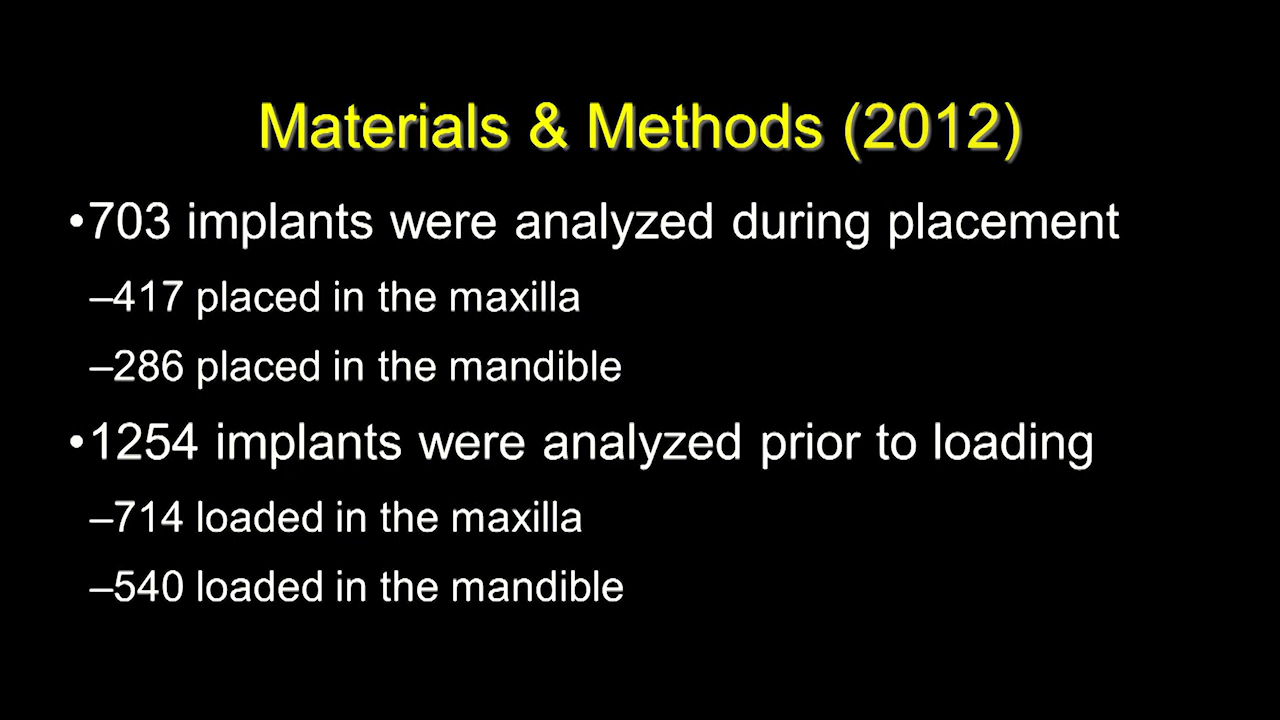 Materials & Methods (2012)
•703 implants were analyzed during placement
–417 placed in the maxilla
–286 placed in the mandible
•1254 implants were analyzed prior to loading
–714 loaded in the maxilla
–540 loaded in the mandible